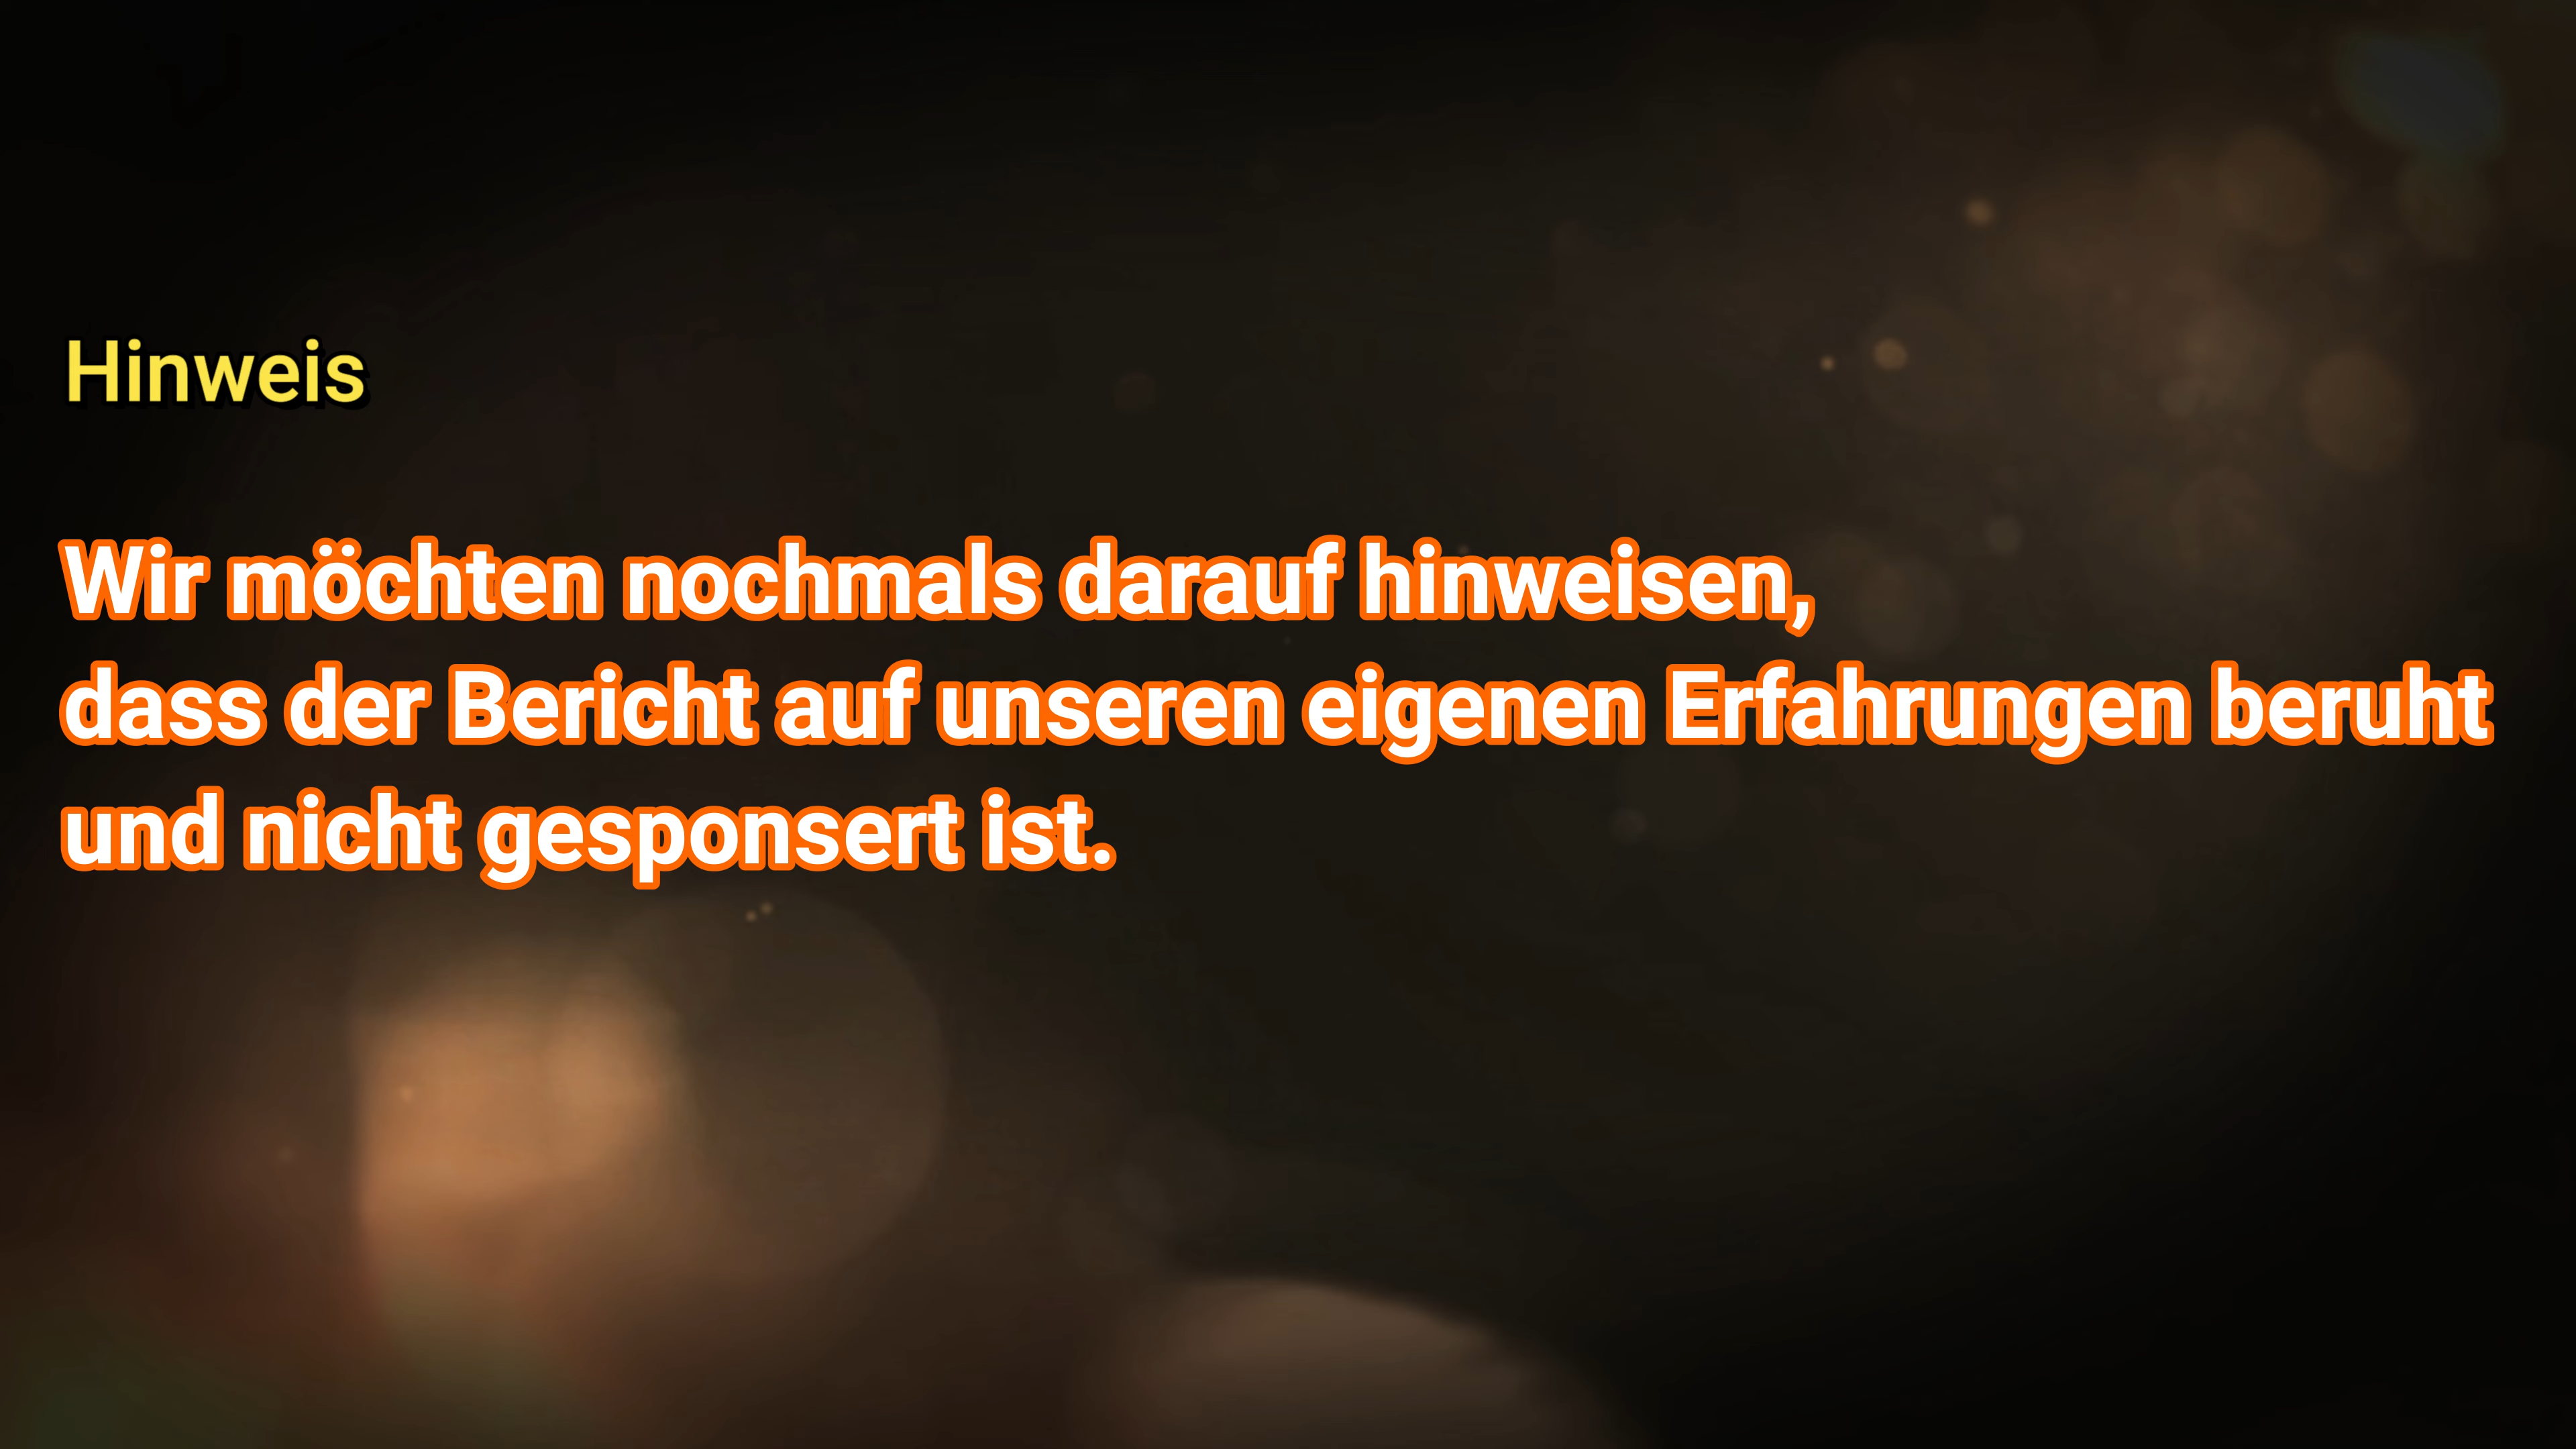 Hinweis
Wir möchten nochmals darauf hinweisen,
dass der Bericht auf unseren eigenen Erfahrungen beruht
und nicht gesponsert ist.